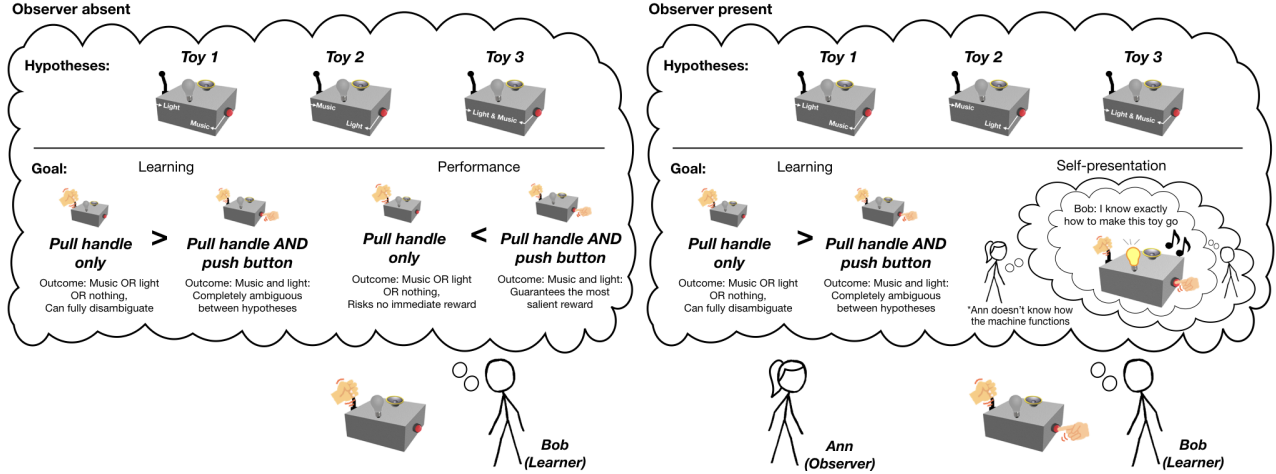 Observer absent
Hypotheses:
Toy 1
Toy 2
Toy 3
Light
Music
Music
Light
Light & Music
Goal:
Learning
Performance
Pull handle
only
>
Pull handle AND
push button
Pull handle
only
<
Pull handle AND
push button
Outcome: Music OR light
OR nothing,
Can fully disambiguate
Outcome: Music and light:
Completely ambiguous
between hypotheses
Outcome: Music OR light
OR nothing,
Risks no immediate reward
Outcome: Music and light:
Guarantees the most
salient reward
Bob
(Learner)
Observer present
Hypotheses:
Toy 1
Toy 2
Toy 3
Light
Music
Music
Light
Light & Music
Goal:
Learning
Self-presentation
Pull handle
only
>
Pull handle AND
push button
Outcome: Music OR light
OR nothing,
Can fully disambiguate
Outcome: Music and light:
Completely ambiguous
between hypotheses
Bob: I know exactly
how to make this toy go
*Ann doesn't know how
the machine functions
Ann
(Observer)
Bob
(Learner)